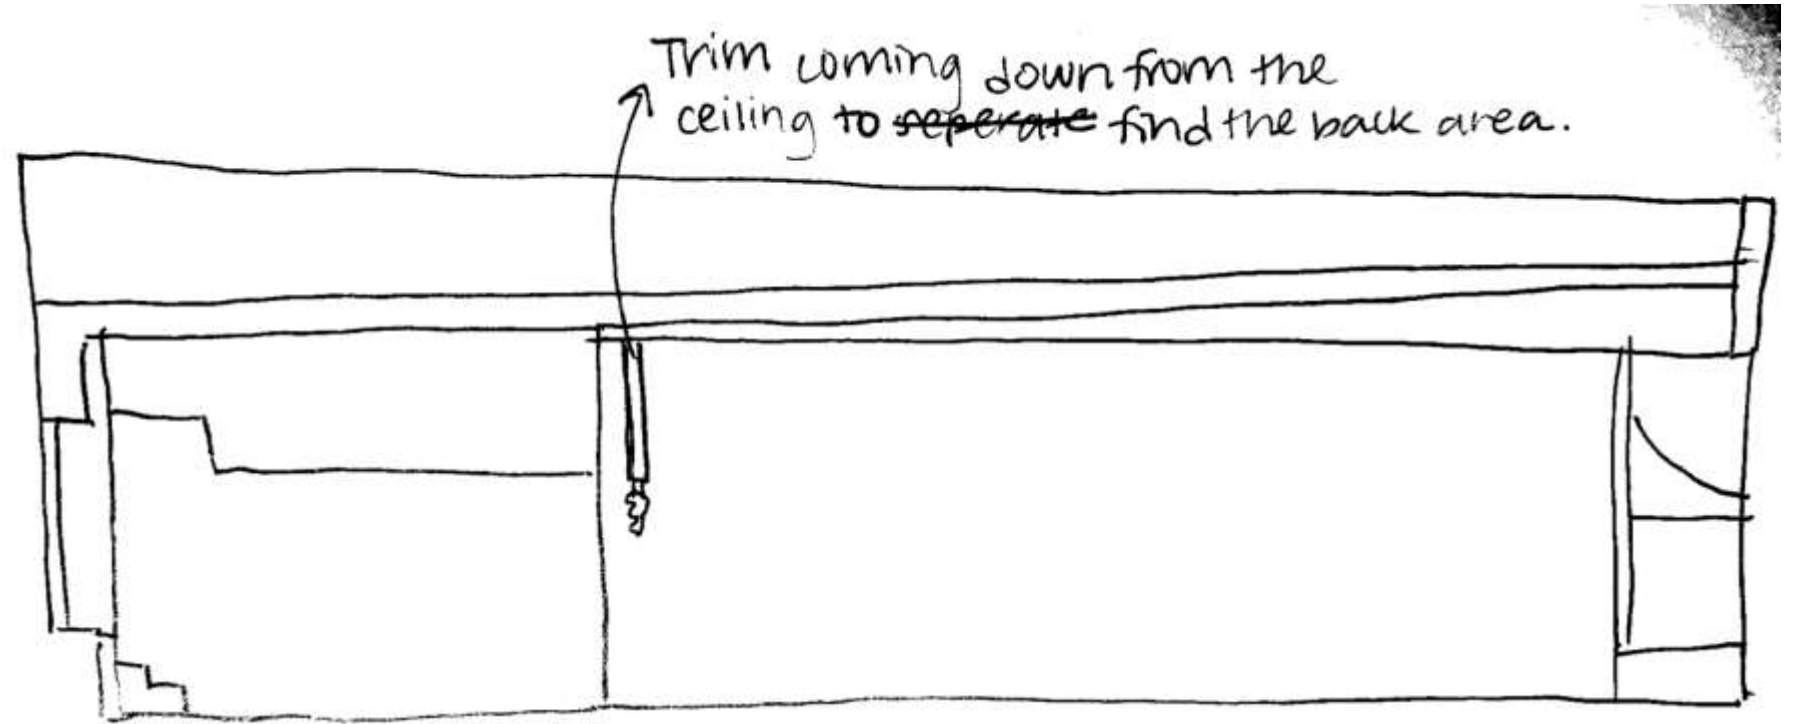 Trim coming down from the
ceiling to seperate find the back area.